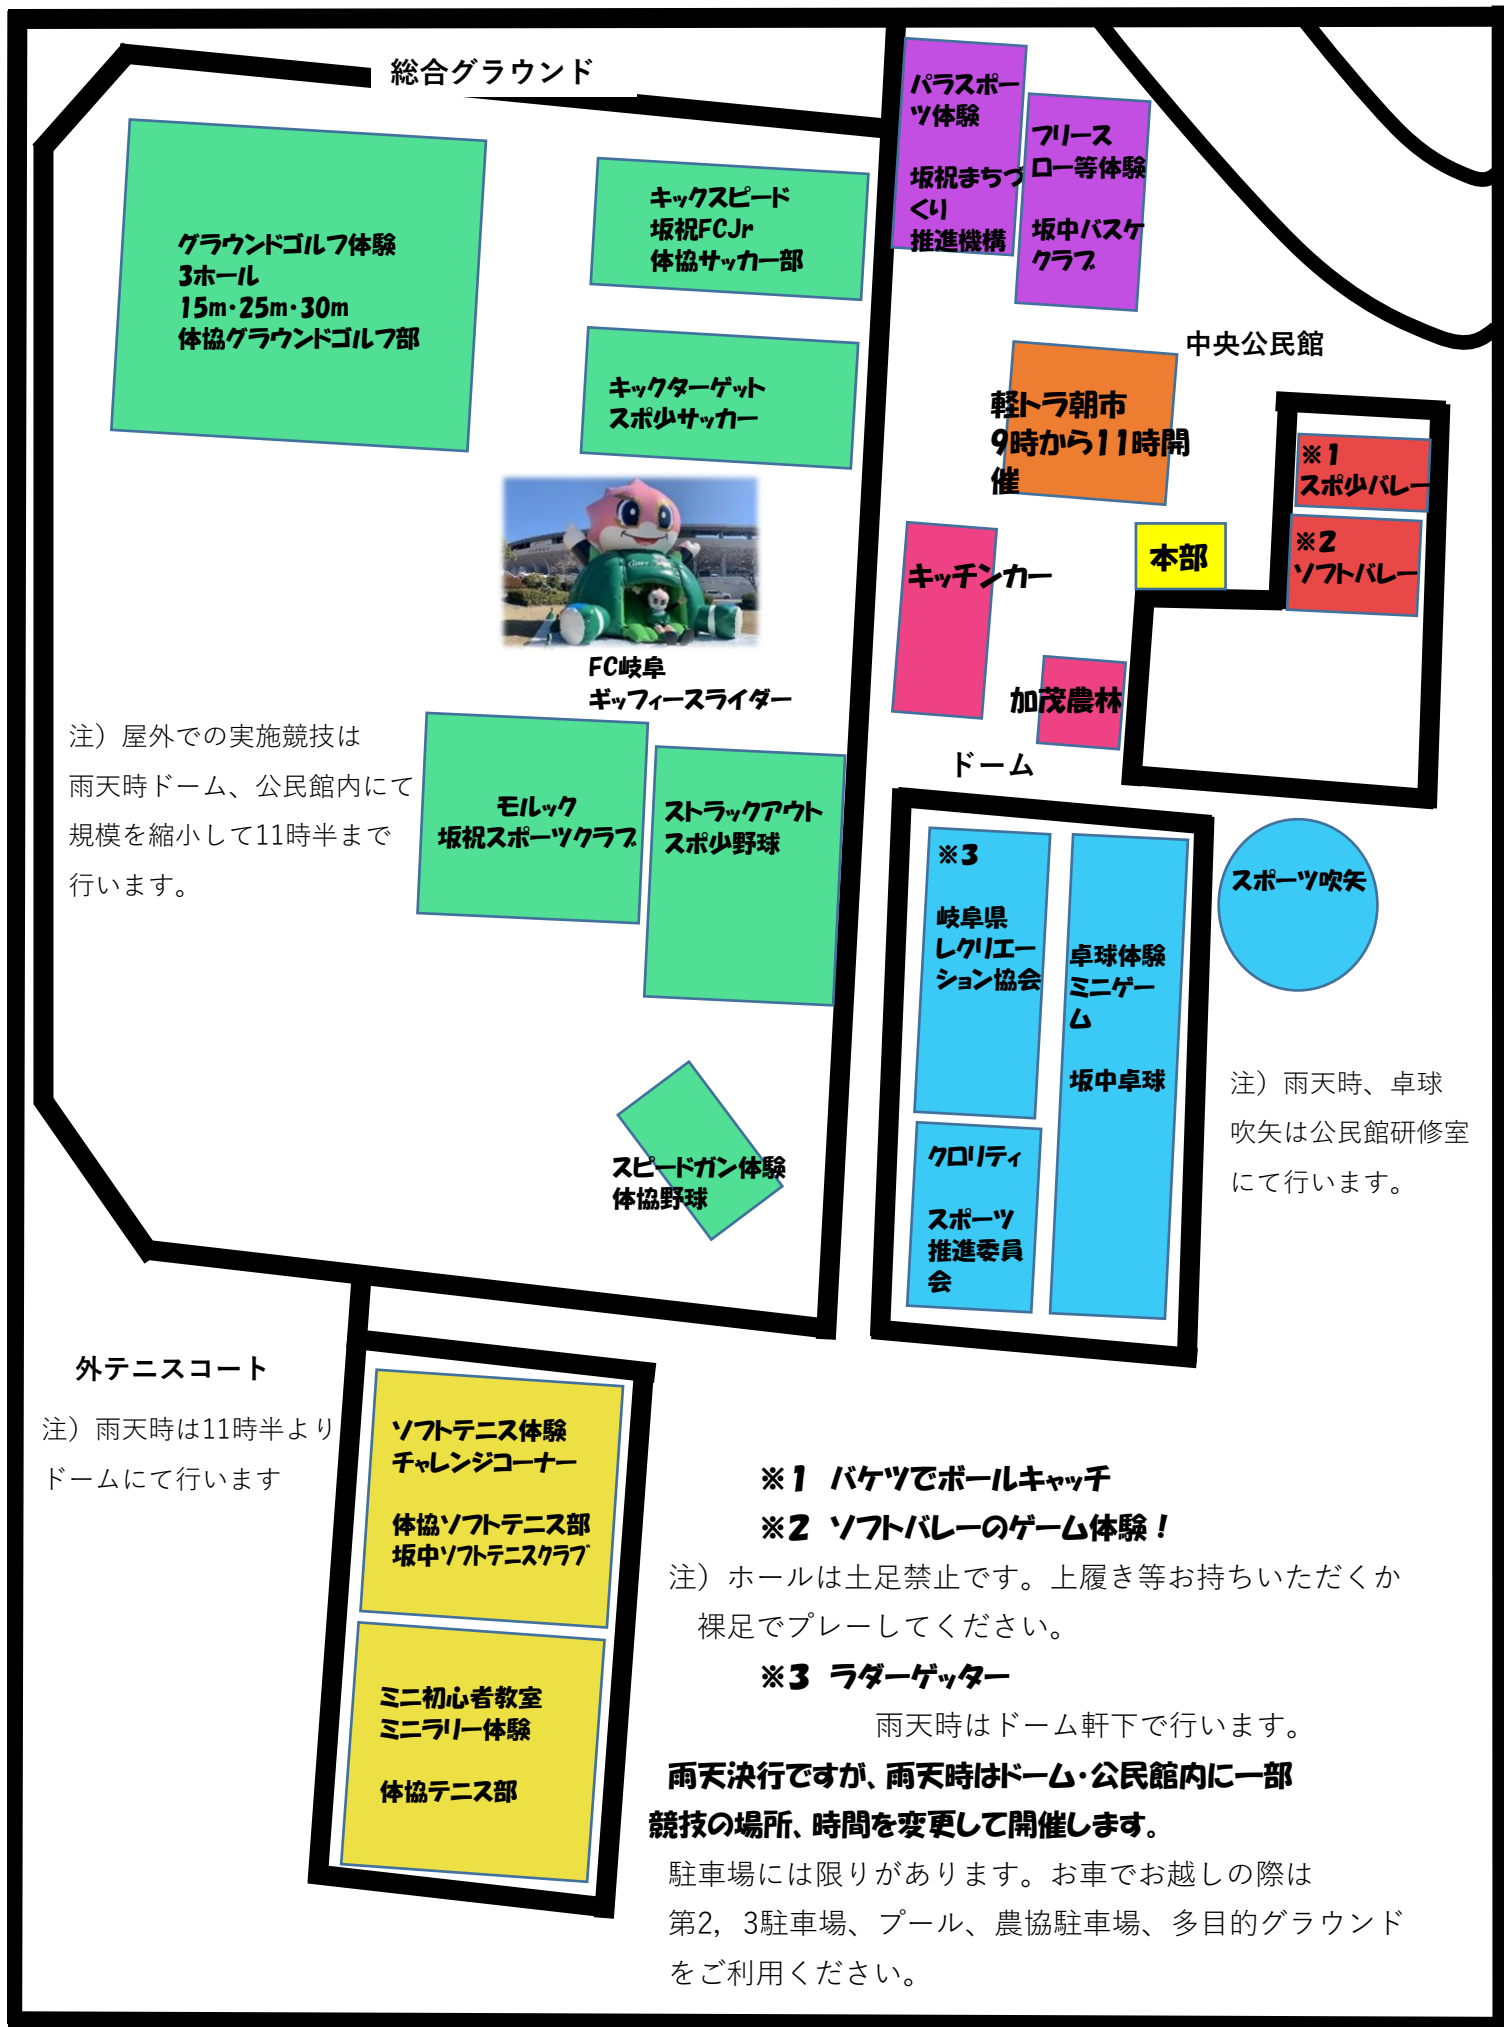 総合グラウンド
パラスポー
ツ体験
坂祝まちづ
くり
推進機構
フリース
ロー等体験
坂中バスケ
クラブ
グラウンドゴルフ体験
3ホール
15m・25m・30m
体協グラウンドゴルフ部
キックスピード
坂祝FCJr
体協サッカー部
キックターゲット
スポ少サッカー
中央公民館
軽トラ朝市
9時から11時開
催
※1
スポ少バレー
※2
ソフトバレー
本部
キッチンカー
加茂農林
FC岐阜
ギッフィースライダー
注）屋外での実施競技は
雨天時ドーム、公民館内にて
規模を縮小して11時半まで
行います。
モルック
坂祝スポーツクラブ
ストラックアウト
スポ少野球
ドーム
※3
岐阜県
レクリエー
ション協会
卓球体験
ミニゲー
ム
坂中卓球
スポーツ吹矢
クロリティ
スポーツ
推進委員
会
注）雨天時、卓球
吹矢は公民館研修室
にて行います。
スピードガン体験
体協野球
外テニスコート
注）雨天時は11時半より
ドームにて行います
ソフトテニス体験
チャレンジコーナー
体協ソフトテニス部
坂中ソフトテニスクラブ
ミニ初心者教室
ミニラリー体験
体協テニス部
※1 バケツでボールキャッチ
※2 ソフトバレーのゲーム体験！
注）ホールは土足禁止です。上履き等お持ちいただくか
裸足でプレーしてください。
※3 ラダーゲッター
雨天時はドーム軒下で行います。
雨天決行ですが、雨天時はドーム・公民館内に一部
競技の場所、時間を変更して開催します。
駐車場には限りがあります。お車でお越しの際は
第2，3駐車場、プール、農協駐車場、多目的グラウンド
をご利用ください。